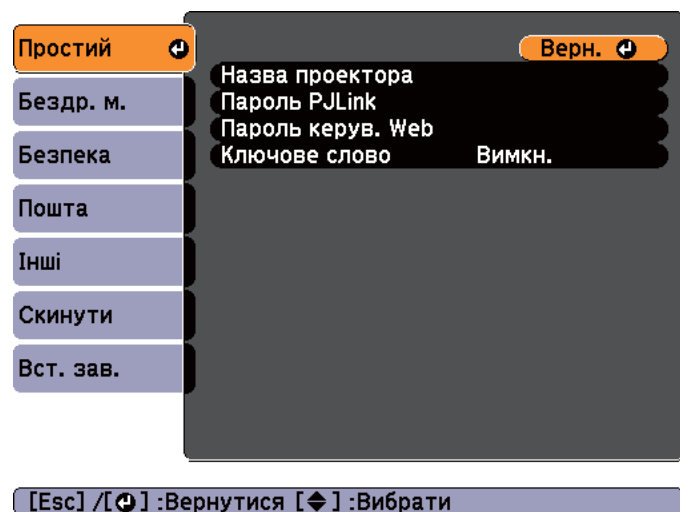 Простий
Бездр. м.
Безпека
Пошта
Інші
Скинути
Вст. зав.
Верн.
Назва проектора
Пароль PJLink
Пароль керув. Web
Ключове слово Вимкн.
[Esc] /[ ] :Вернутися [ ] :Вибрати